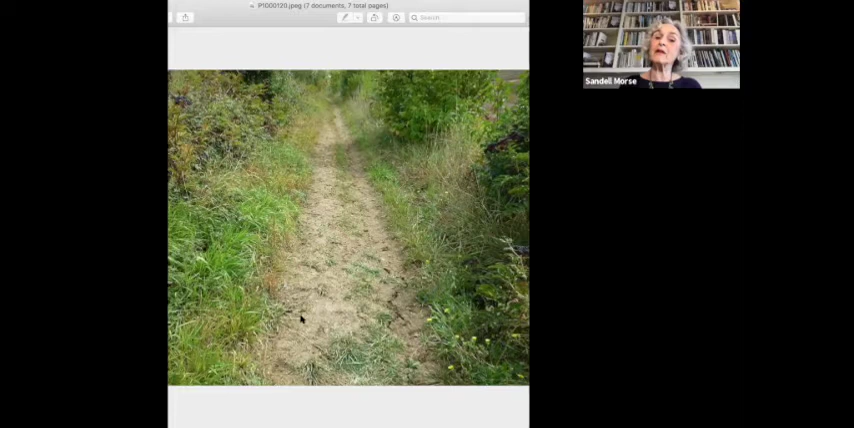 P1000120.jpeg (7 documents, 7 total pages)
Search
Sandell Morse